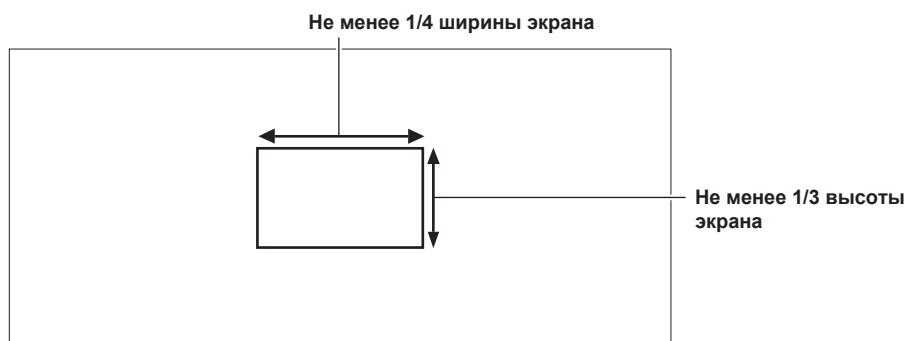 Не менее 1/4 ширины экрана
Не менее 1/3 высоты
экрана